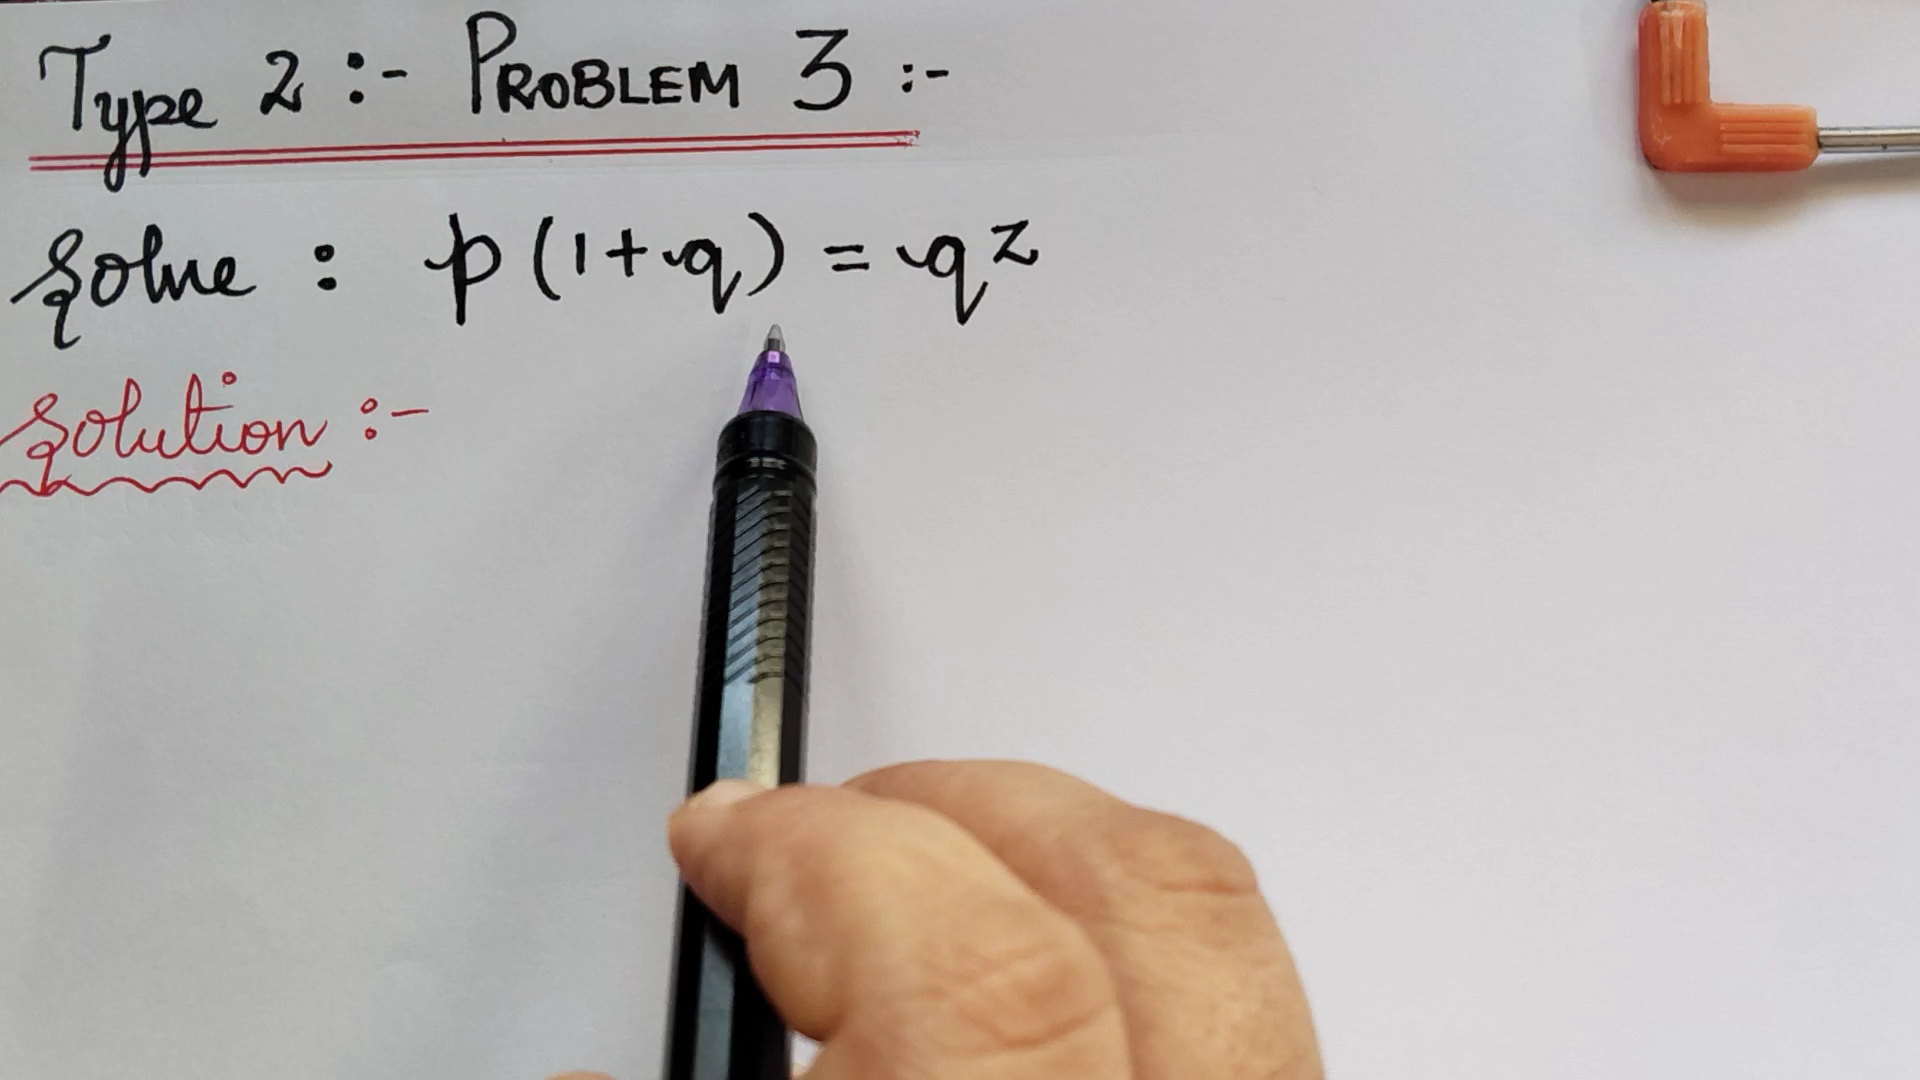 Type 2 :- PROBLEM 3 :-
Solve : p(1+q) = qz
Solution :-